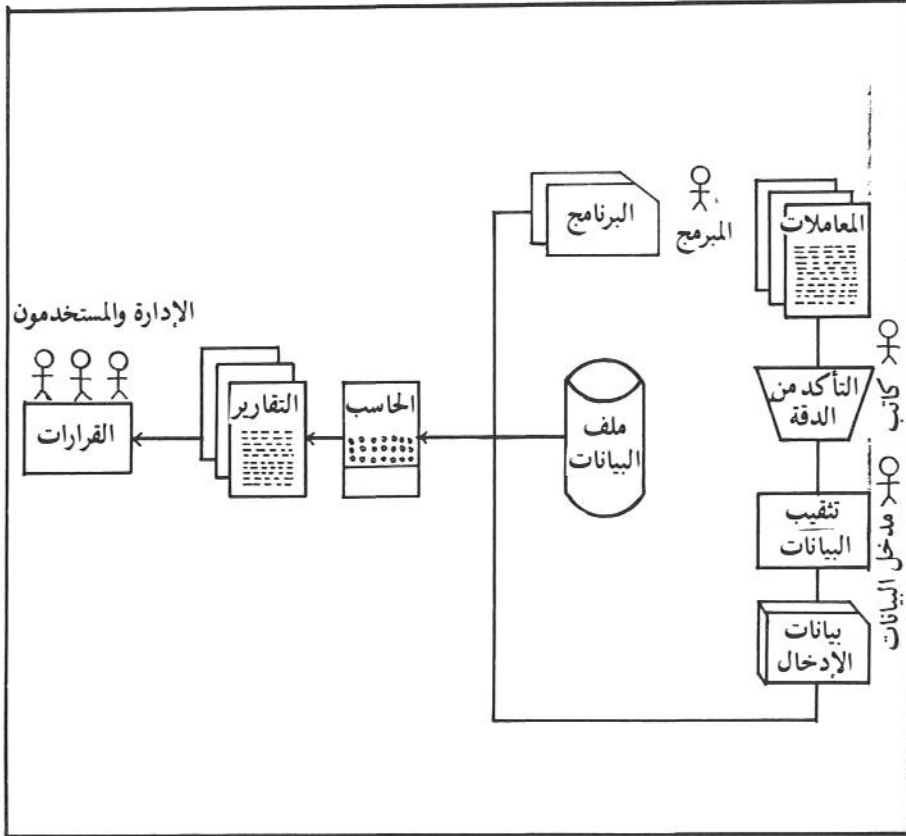 المعاملات
المبرمج
البرنامج
كاتب
التأكد من
الدقة
مدخل البيانات
تثقيب
البيانات
بيانات
الإدخال
ملف
البيانات
الحاسب
التقارير
الإدارة والمستخدمون
القرارات